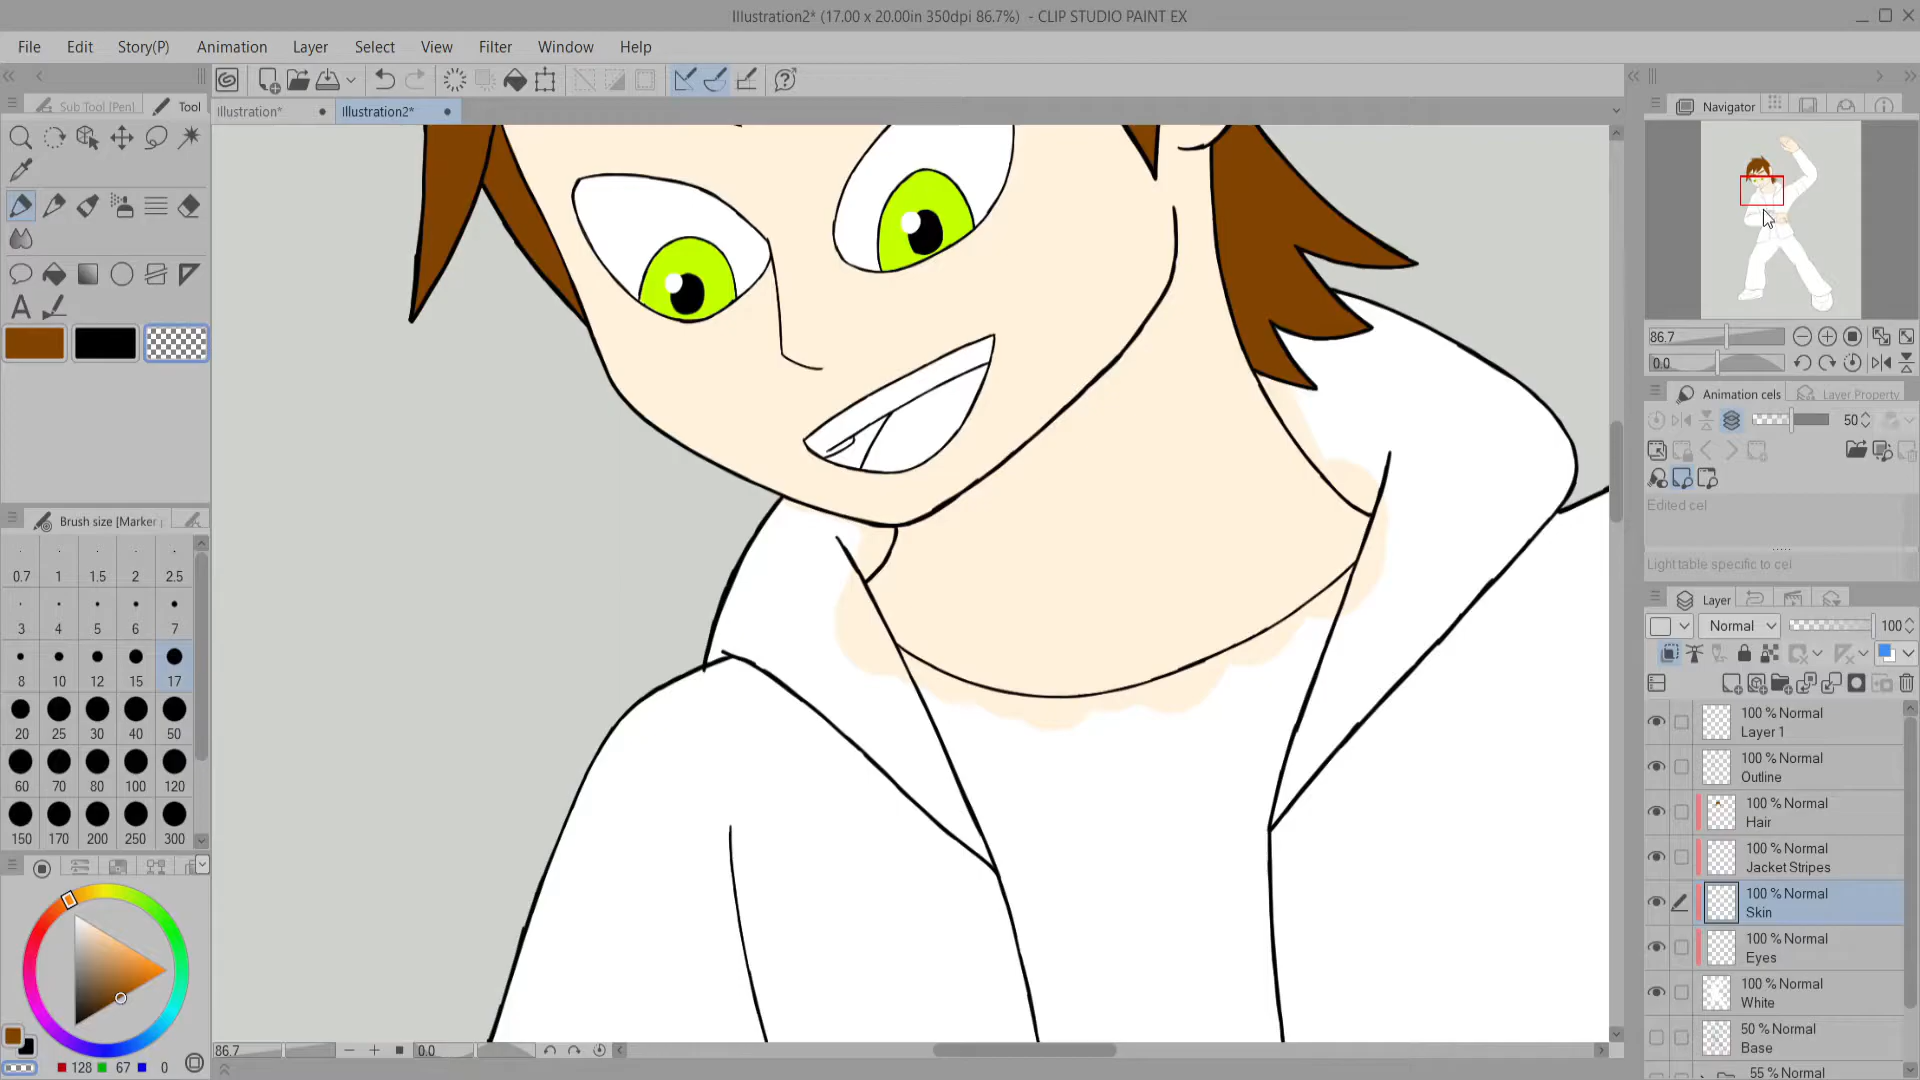 Illustration2* (17.00 x 20.00in 350dpi 86.7%) - CLIP STUDIO PAINT EX
File Edit Story(P) Animation Layer Select View Filter Window Help
Sub Tool [Pen] Tool
Illustration* Illustration2*
Navigator
86.7
0.0
Animation cels Layer Property
50
Edited cel
Light table specific to cel
Brush size [Marker
0.7 1 1.5 2 2.5
3 4 5 6 7
8 10 12 15 17
20 25 30 40 50
60 70 80 100 120
150 170 200 250 300
Layer
Normal 100
100 % Normal
Layer 1
100 % Normal
Outline
100 % Normal
Hair
100 % Normal
Jacket Stripes
100 % Normal
Skin
100 % Normal
Eyes
100 % Normal
White
50 % Normal
Base
55 % Normal
86.7 0.0
128 67 0